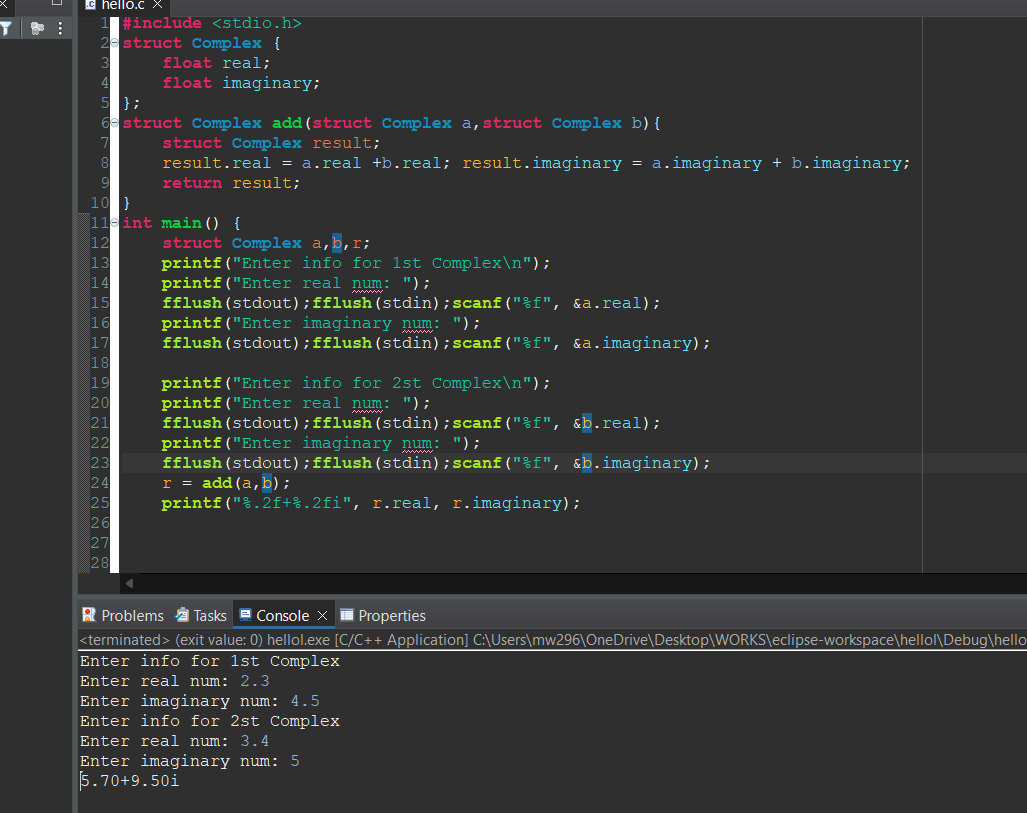 hello.c
1 #include <stdio.h>
2 struct Complex {
3 float real;
4 float imaginary;
5 };
6 struct Complex add(struct Complex a,struct Complex b){
7 struct Complex result;
8 result.real = a.real +b.real; result.imaginary = a.imaginary + b.imaginary;
9 return result;
10 }
11 int main() {
12 struct Complex a,b,r;
13 printf("Enter info for 1st Complex\n");
14 printf("Enter real num: ");
15 fflush(stdout);fflush(stdin);scanf("%f", &a.real);
16 printf("Enter imaginary num: ");
17 fflush(stdout);fflush(stdin);scanf("%f", &a.imaginary);
18
19 printf("Enter info for 2st Complex\n");
20 printf("Enter real num: ");
21 fflush(stdout);fflush(stdin);scanf("%f", &b.real);
22 printf("Enter imaginary num: ");
23 fflush(stdout);fflush(stdin);scanf("%f", &b.imaginary);
24 r = add(a,b);
25 printf("%.2f+%.2fi", r.real, r.imaginary);
26
27
28
Problems Tasks Console Properties
<terminated> (exit value: 0) hellol.exe [C/C++ Application] C:\Users\mw296\OneDrive\Desktop\WORKS\eclipse-workspace\hellol\Debug\hello
Enter info for 1st Complex
Enter real num: 2.3
Enter imaginary num: 4.5
Enter info for 2st Complex
Enter real num: 3.4
Enter imaginary num: 5
5.70+9.50i